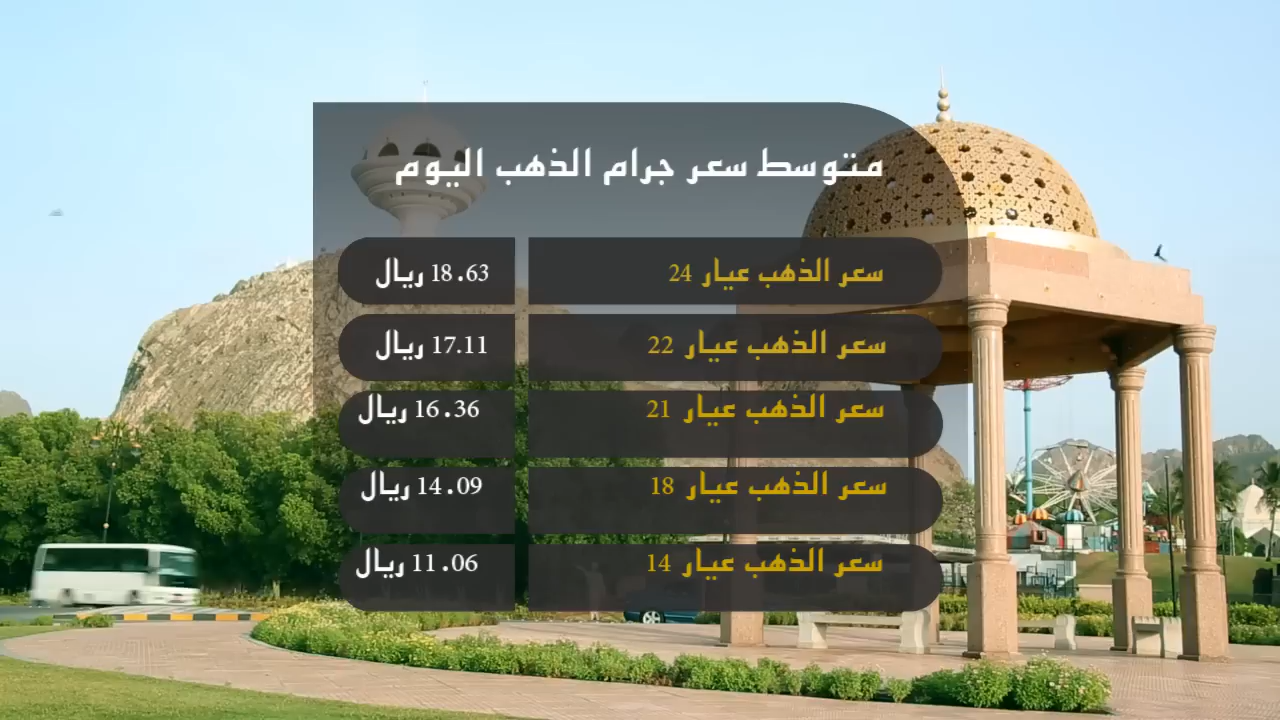 متوسط سعر جرام الذهب اليوم
سعر الذهب عيار 24 18.63 ريال
سعر الذهب عيار 22 17.11 ريال
سعر الذهب عيار 21 16.36 ريال
سعر الذهب عيار 18 14.09 ريال
سعر الذهب عيار 14 11.06 ريال